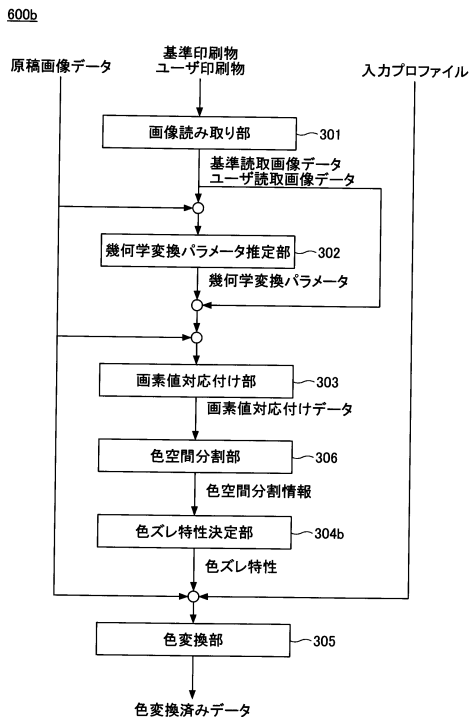 600b
基準印刷物
ユーザ印刷物
原稿画像データ
入力プロファイル
画像読み取り部
301
基準読取画像データ
ユーザ読取画像データ
幾何学変換パラメータ推定部
302
幾何学変換パラメータ
画素値対応付け部
303
画素値対応付けデータ
色空間分割部
306
色空間分割情報
色ズレ特性決定部
304b
色ズレ特性
色変換部
305
色変換済みデータ